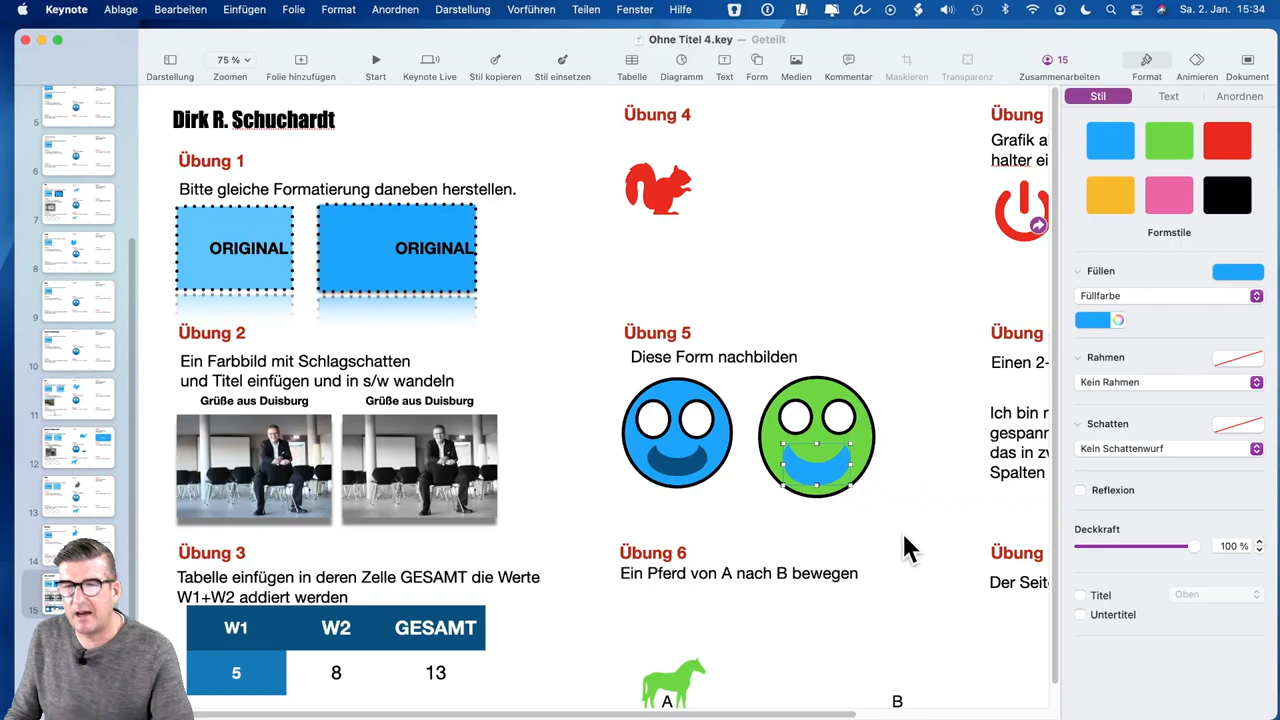 Keynote Ablage Bearbeiten Einfügen Folie Format Anordnen Darstellung Vorführen Teilen Fenster Hilfe
Sa. 2. Jan. 15:34
Ohne Titel 4.key — Geteilt
75 %
15
Darstellung Zoomen Folie hinzufügen Start Keynote Live Stil kopieren Stil einsetzen Tabelle Diagramm Text Form Medien Kommentar Maskieren Transparenz Zusammenarbeiten Format Animieren Dokument
Stil Text Anordnen
5
6
7
8
9
10
11
12
13
14
15
Dirk R. Schuchardt
Übung 1
Bitte gleiche Formatierung daneben herstellen.
ORIGINAL
ORIGINAL
Übung 2
Ein Farbbild mit Schlagschatten
und Titel einfügen und in s/w wandeln
Grüße aus Duisburg
Grüße aus Duisburg
Übung 3
Tabelle einfügen in deren Zelle GESAMT die Werte
W1+W2 addiert werden
W1 W2 GESAMT
5 8 13
Übung 4
Übung 5
Diese Form nachbilden
Übung 6
Ein Pferd von A nach B bewegen
A
B
Übung
Grafik a
halter ei
Übung
Einen 2-
Ich bin r
gespann
das in zv
Spalten
Übung
Der Seit
Formstile
Füllen
Füllfarbe
Rahmen
Kein Rahmen
Schatten
Kein Schattenwurf
Reflexion
Deckkraft
100 %
Titel
Oben
Untertitel